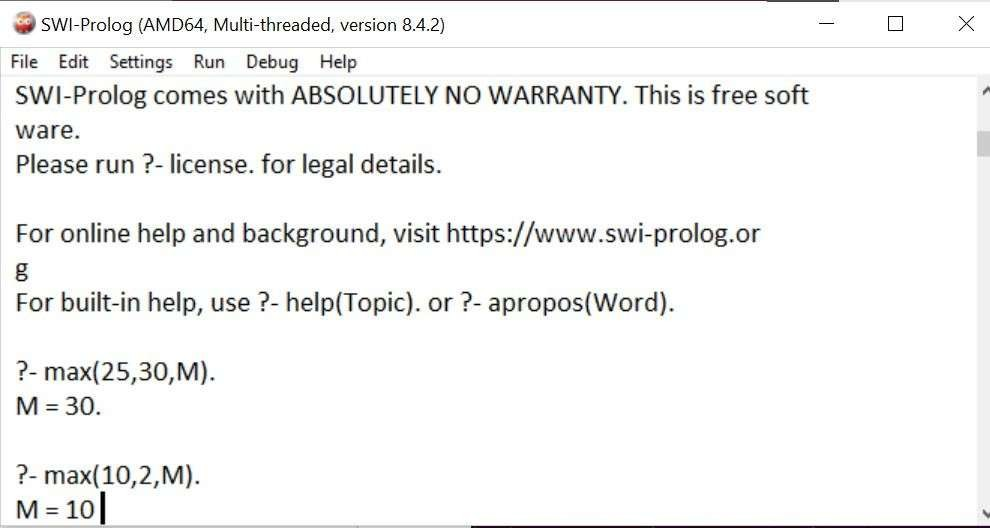 SWI-Prolog (AMD64, Multi-threaded, version 8.4.2)
File Edit Settings Run Debug Help
SWI-Prolog comes with ABSOLUTELY NO WARRANTY. This is free soft
ware.
Please run ?- license. for legal details.
For online help and background, visit https://www.swi-prolog.or
g
For built-in help, use ?- help(Topic). or ?- apropos(Word).
?- max(25,30,M).
M = 30.
?- max(10,2,M).
M = 10